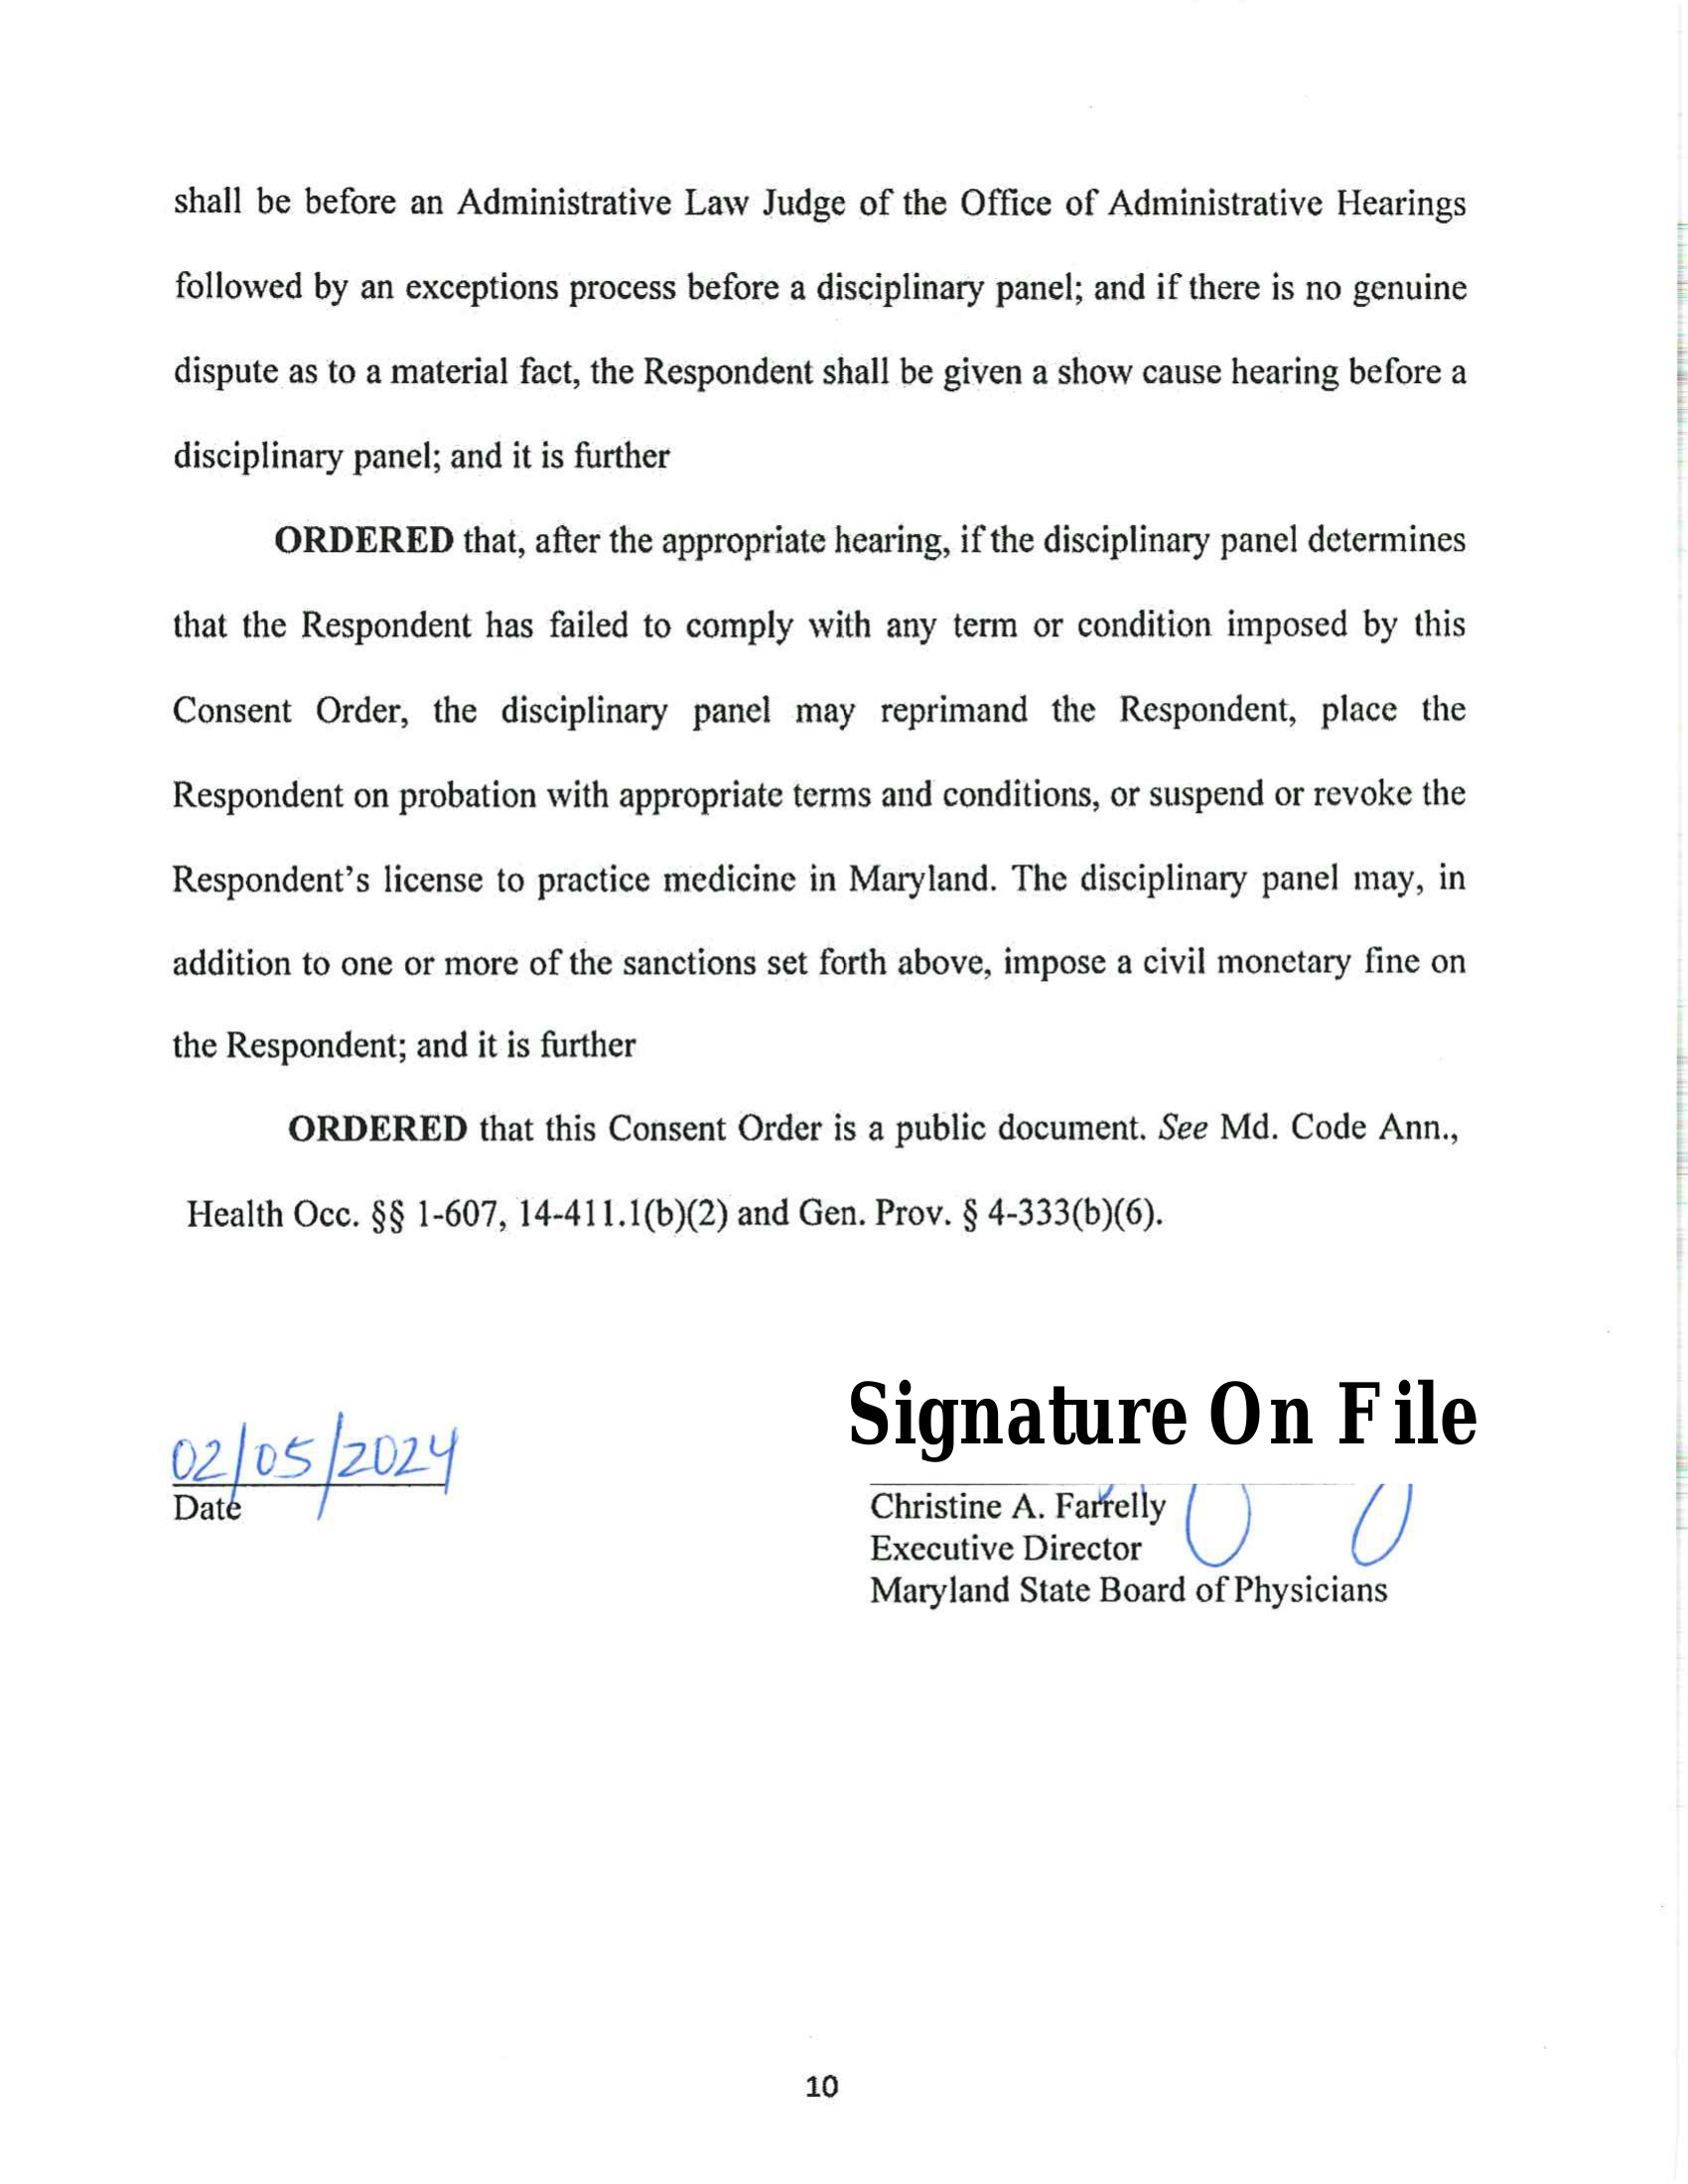 shall be before an Administrative Law Judge of the Office of Administrative Hearings
followed by an exceptions process before a disciplinary panel; and if there is no genuine
dispute as to a material fact, the Respondent shall be given a show cause hearing before a
disciplinary panel; and it is further
ORDERED that, after the appropriate hearing, if the disciplinary panel determines
that the Respondent has failed to comply with any term or condition imposed by this
Consent Order, the disciplinary panel may reprimand the Respondent, place the
Respondent on probation with appropriate terms and conditions, or suspend or revoke the
Respondent's license to practice medicine in Maryland. The disciplinary panel may, in
addition to one or more of the sanctions set forth above, impose a civil monetary fine on
the Respondent; and it is further
ORDERED that this Consent Order is a public document. See Md. Code Ann.,
Health Occ. §§ 1-607, 14-411.1(b)(2) and Gen. Prov. § 4-333(b)(6).
Signature On File
02/05/2024
Date
Christine A. Farrelly
Executive Director
Maryland State Board of Physicians
10